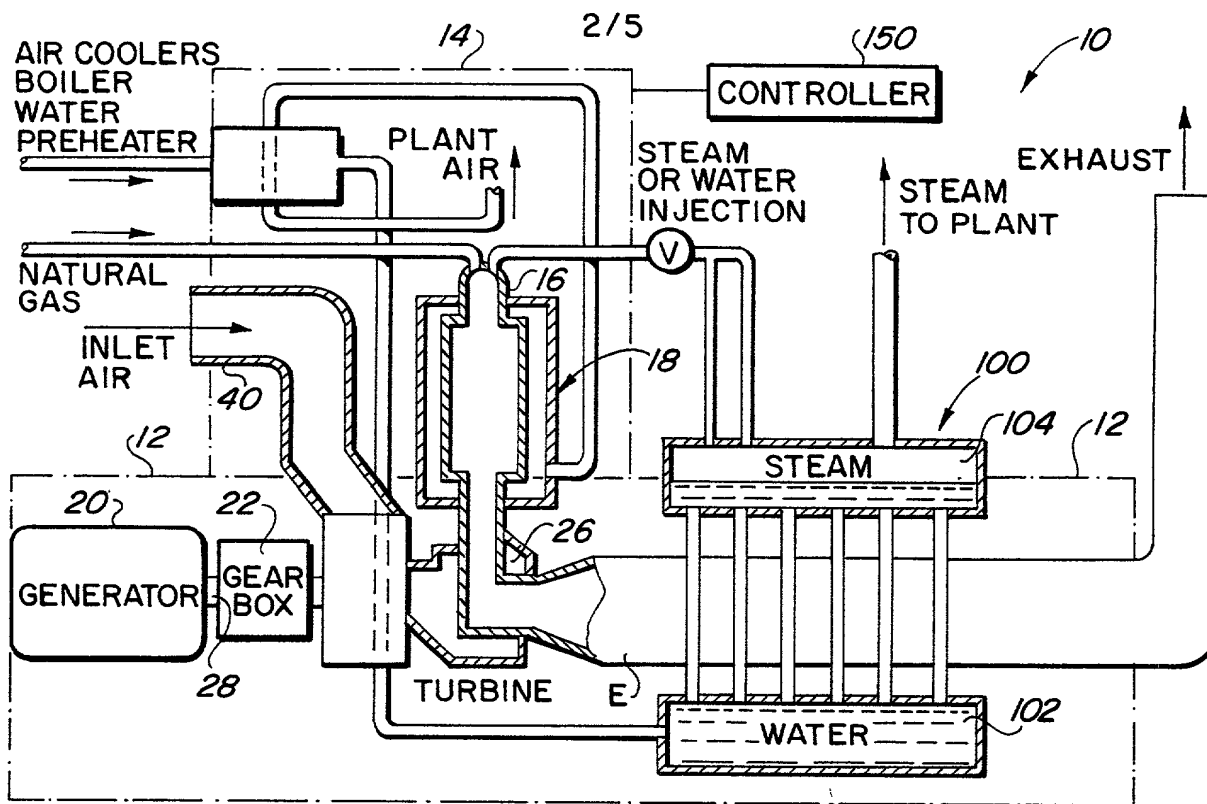 2/5
AIR COOLERS
BOILER
WATER
PREHEATER
14
150
CONTROLLER
10
PLANT
AIR
STEAM
OR WATER
INJECTION
STEAM
TO PLANT
EXHAUST
NATURAL
GAS
V
16
INLET
AIR
40
18
100
104
12
12
STEAM
20
22
26
GENERATOR
GEAR
BOX
28
TURBINE
E
WATER
102